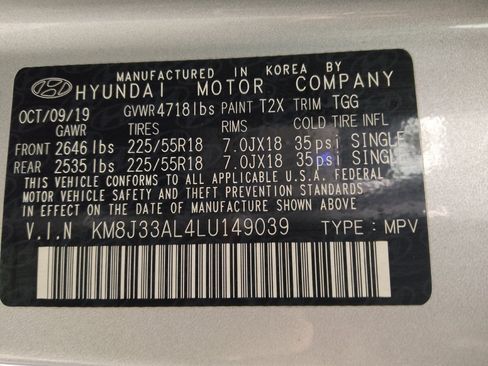 MANUFACTURED IN KOREA BY
HYUNDAI MOTOR COMPANY
OCT/09/19 GVWR 4718lbs PAINT T2X TRIM TGG
GAWR TIRES RIMS COLD TIRE INFL
FRONT 2646lbs 225/55R18 7.0JX18 35psi SINGLE
REAR 2535lbs 225/55R18 7.0JX18 35psi SINGLE
THIS VEHICLE CONFORMS TO ALL APPLICABLE U.S.A. FEDERAL
MOTOR VEHICLE SAFETY AND THEFT PREVENTION STANDARDS
IN EFFECT ON THE DATE OF MANUFACTURE SHOWN ABOVE
V.I.N KM8J33AL4LU149039 TYPE : MPV